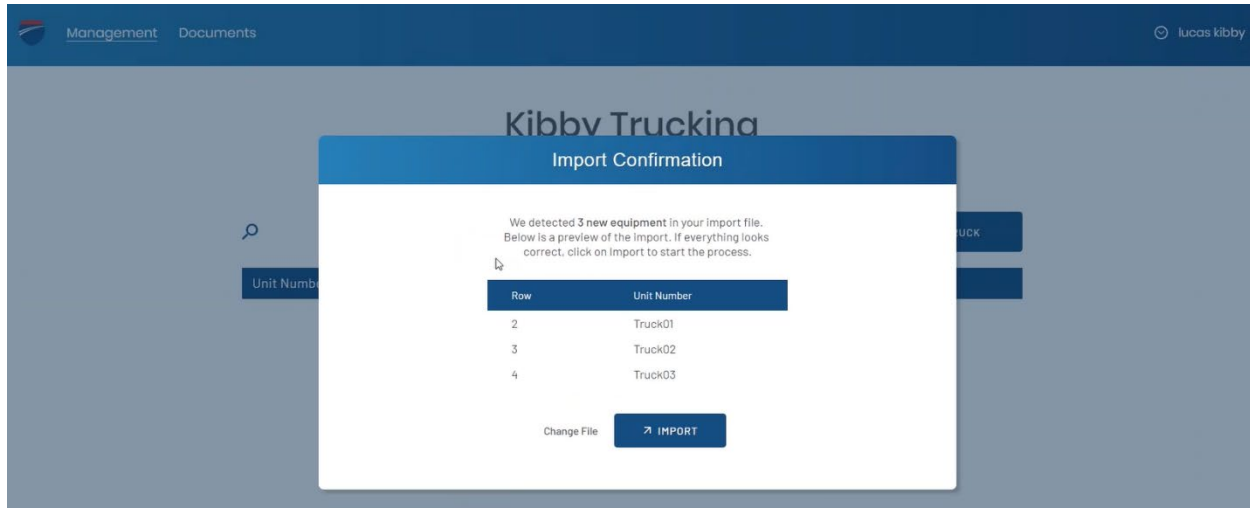 Management Documents lucas kibby
Kibby Trucking
Import Confirmation
We detected 3 new equipment in your import file.
Below is a preview of the import. If everything looks
correct, click on import to start the process.
Unit Numbe
UCK
Row Unit Number
2 Truck01
3 Truck02
4 Truck03
Change File IMPORT